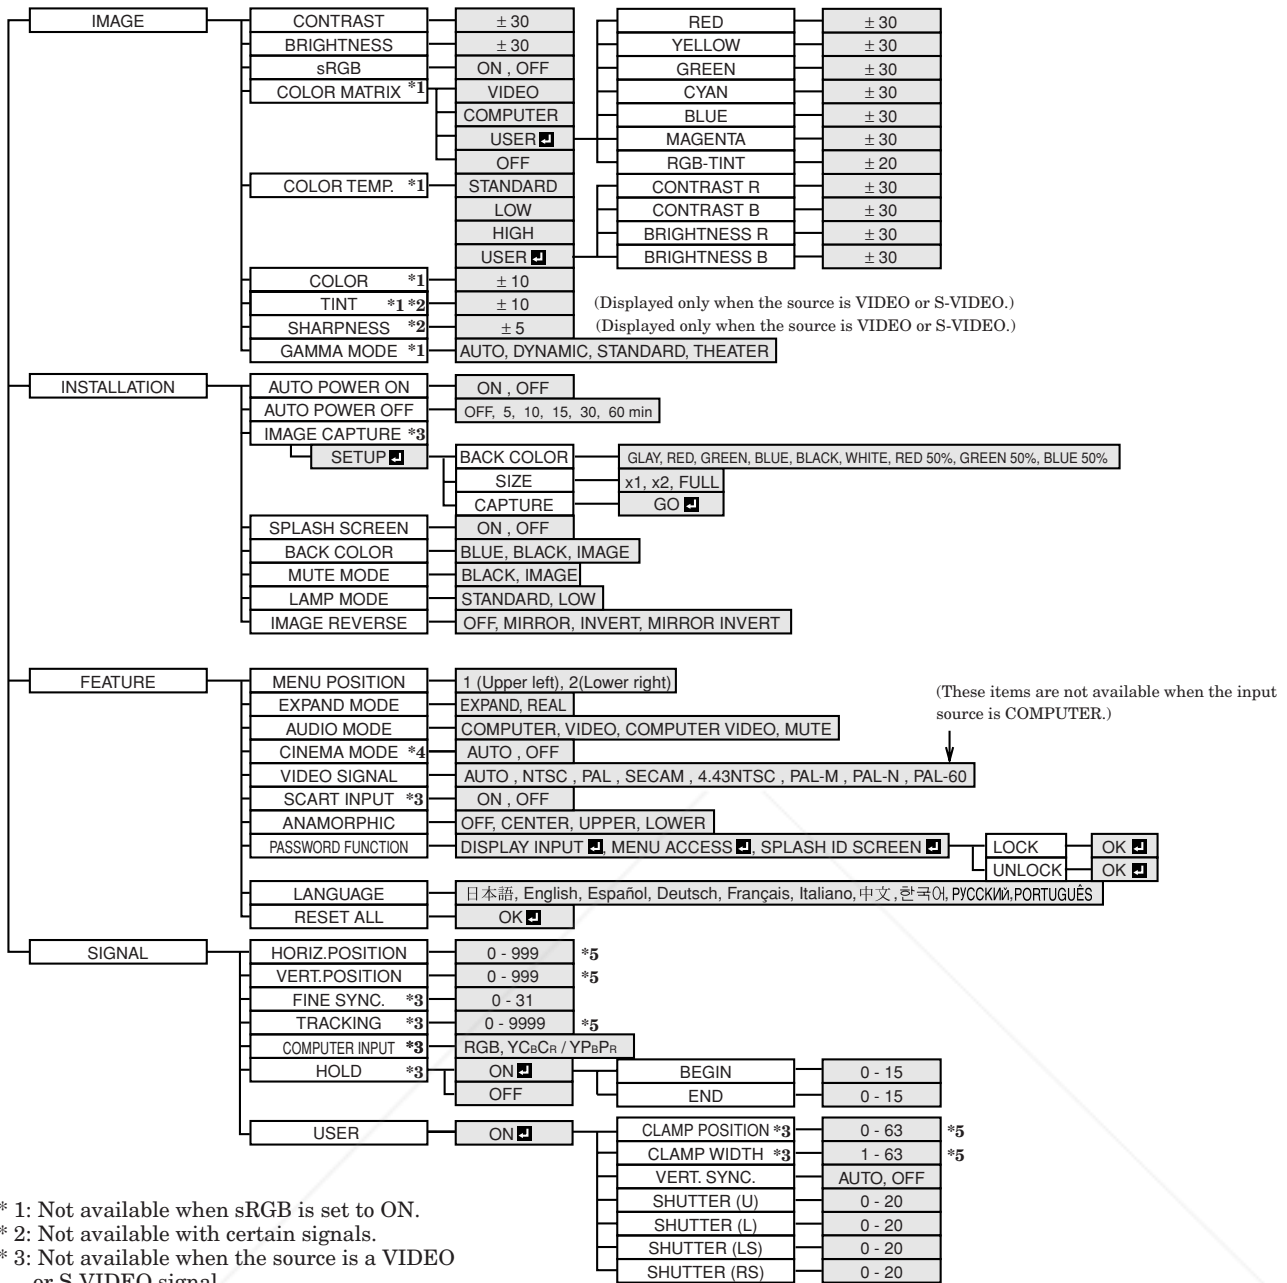 IMAGE CONTRAST ± 30 RED ± 30
BRIGHTNESS ± 30 YELLOW ± 30
sRGB ON , OFF GREEN ± 30
COLOR MATRIX *1 VIDEO CYAN ± 30
COMPUTER BLUE ± 30
USER MAGENTA ± 30
OFF RGB-TINT ± 20
COLOR TEMP. *1 STANDARD CONTRAST R ± 30
LOW CONTRAST B ± 30
HIGH BRIGHTNESS R ± 30
USER BRIGHTNESS B ± 30
COLOR *1 ± 10
TINT *1 *2 ± 10 (Displayed only when the source is VIDEO or S-VIDEO.)
SHARPNESS *2 ± 5 (Displayed only when the source is VIDEO or S-VIDEO.)
GAMMA MODE *1 AUTO, DYNAMIC, STANDARD, THEATER
INSTALLATION AUTO POWER ON ON , OFF
AUTO POWER OFF OFF, 5, 10, 15, 30, 60 min
IMAGE CAPTURE *3
SETUP BACK COLOR GLAY, RED, GREEN, BLUE, BLACK, WHITE, RED 50%, GREEN 50%, BLUE 50%
SIZE x1, x2, FULL
CAPTURE GO
SPLASH SCREEN ON , OFF
BACK COLOR BLUE, BLACK, IMAGE
MUTE MODE BLACK, IMAGE
LAMP MODE STANDARD, LOW
IMAGE REVERSE OFF, MIRROR, INVERT, MIRROR INVERT
FEATURE MENU POSITION 1 (Upper left), 2(Lower right)
(These items are not available when the input
source is COMPUTER.)
EXPAND MODE EXPAND, REAL
AUDIO MODE COMPUTER, VIDEO, COMPUTER VIDEO, MUTE
CINEMA MODE *4 AUTO , OFF
VIDEO SIGNAL AUTO , NTSC , PAL , SECAM , 4.43NTSC , PAL-M , PAL-N , PAL-60
SCART INPUT *3 ON , OFF
ANAMORPHIC OFF, CENTER, UPPER, LOWER
PASSWORD FUNCTION DISPLAY INPUT , MENU ACCESS , SPLASH ID SCREEN LOCK OK
UNLOCK OK
LANGUAGE 日本語, English, Español, Deutsch, Français, Italiano, 中文, 한국어, РУССКИЙ, PORTUGUÊS
RESET ALL OK
SIGNAL HORIZ.POSITION 0 - 999 *5
VERT.POSITION 0 - 999 *5
FINE SYNC. *3 0 - 31
TRACKING *3 0 - 9999 *5
COMPUTER INPUT *3 RGB, YCBCR / YPBPR
HOLD *3 ON BEGIN 0 - 15
OFF END 0 - 15
USER ON CLAMP POSITION *3 0 - 63 *5
CLAMP WIDTH *3 1 - 63 *5
VERT. SYNC. AUTO, OFF
SHUTTER (U) 0 - 20
SHUTTER (L) 0 - 20
SHUTTER (LS) 0 - 20
SHUTTER (RS) 0 - 20
* 1: Not available when sRGB is set to ON.
* 2: Not available with certain signals.
* 3: Not available when the source is a VIDEO
or S-VIDEO signal.